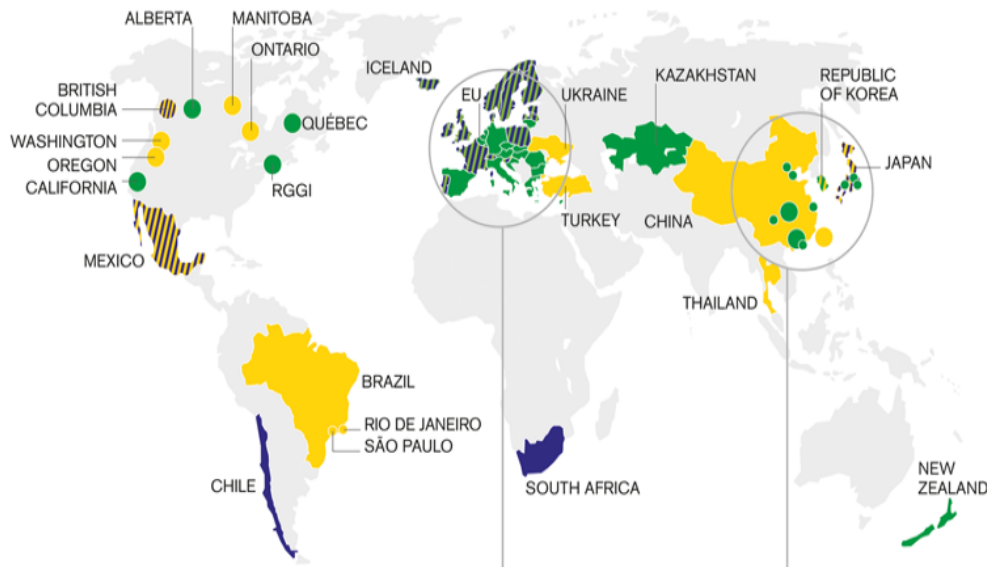 ALBERTA
MANITOBA
ONTARIO
BRITISH
COLUMBIA
QUÉBEC
WASHINGTON
OREGON
CALIFORNIA
RGGI
MEXICO
ICELAND
EU
UKRAINE
KAZAKHSTAN
REPUBLIC
OF KOREA
JAPAN
TURKEY
CHINA
THAILAND
BRAZIL
RIO DE JANEIRO
SÃO PAULO
CHILE
SOUTH AFRICA
NEW
ZEALAND